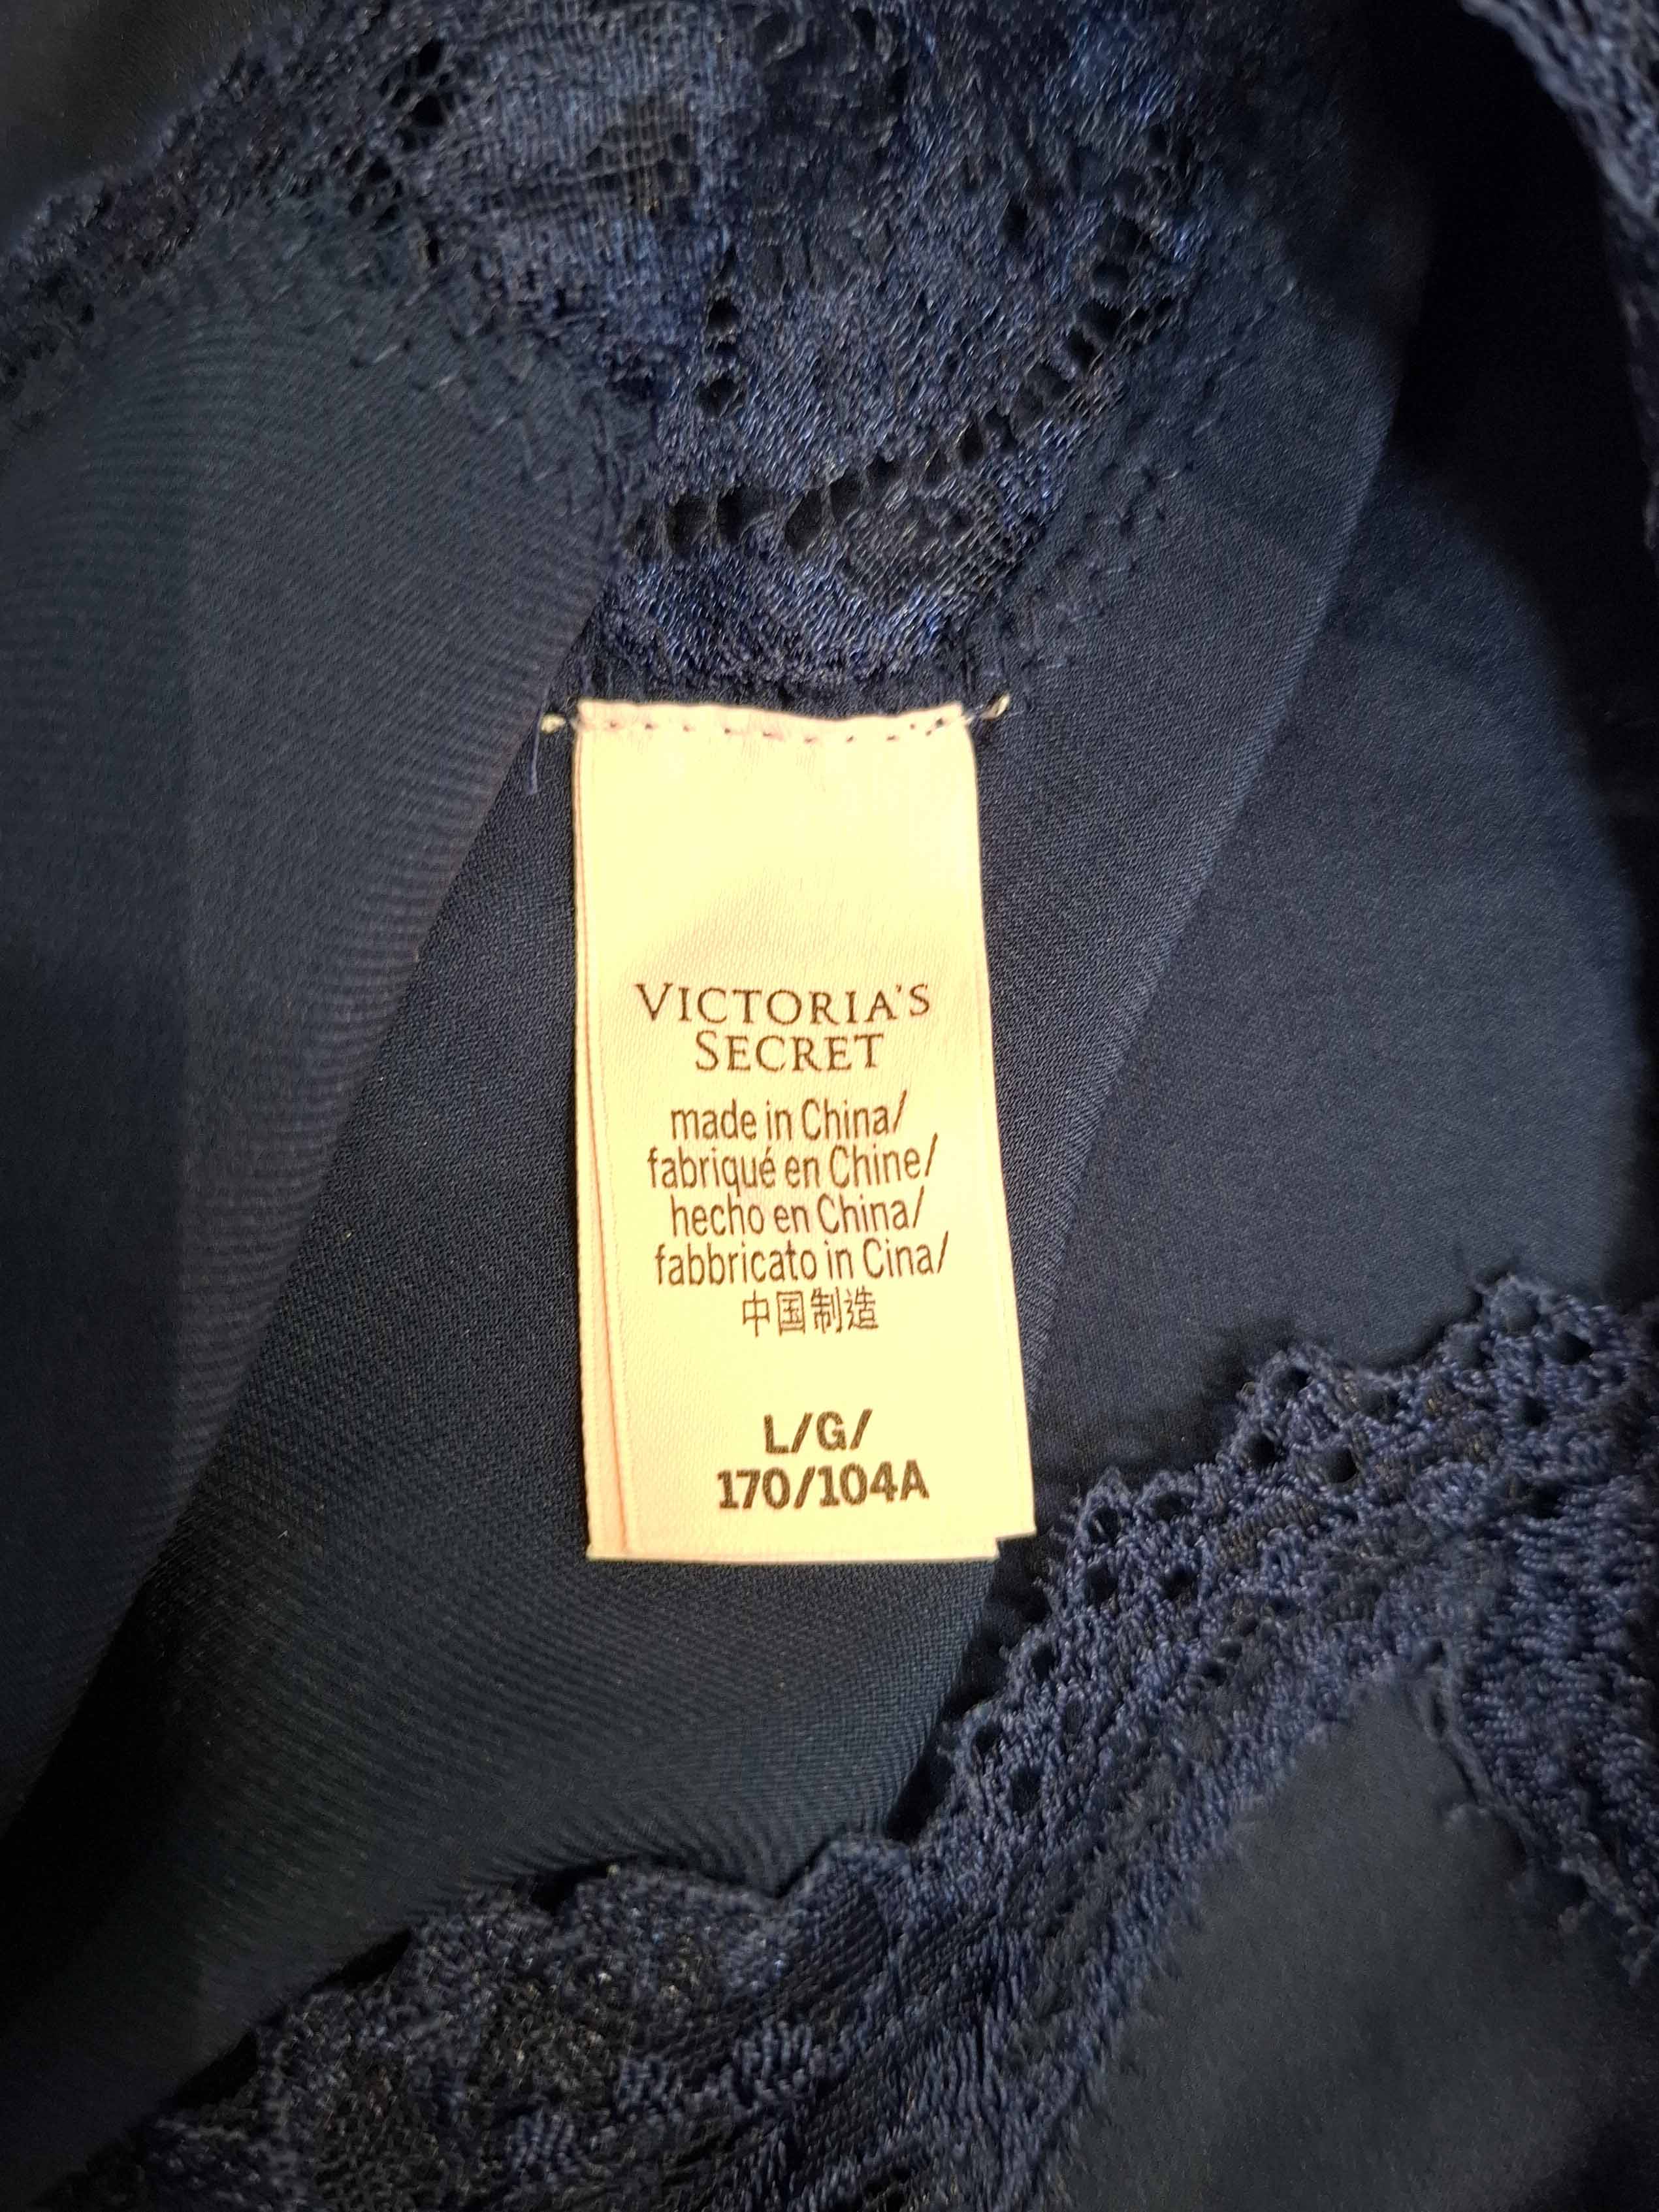 VICTORIA'S
SECRET
made in China/
fabriqué en Chine/
hecho en China/
fabbricato in Cina/
中国制造
L/G/
170/104A